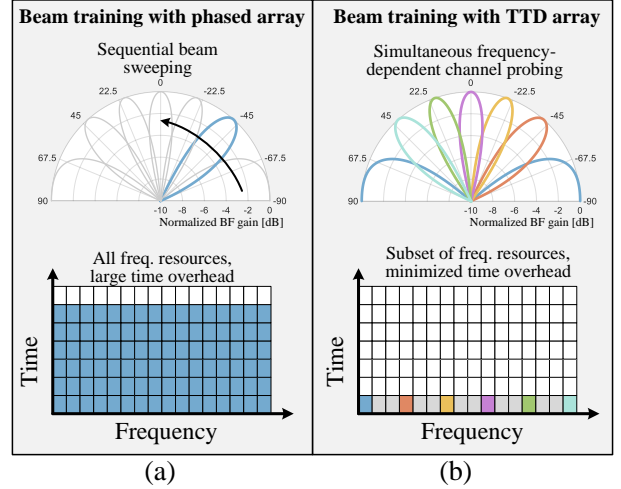 Beam training with phased array
Sequential beam
sweeping
0
22.5
-22.5
45
-45
67.5
-67.5
90
-90
-10
-8
-6
-4
-2
0
Normalized BF gain [dB]
All freq. resources,
large time overhead
Time
Frequency
(a)
Beam training with TTD array
Simultaneous frequency-
dependent channel probing
0
22.5
-22.5
45
-45
67.5
-67.5
90
-90
-10
-8
-6
-4
-2
0
Normalized BF gain [dB]
Subset of freq. resources,
minimized time overhead
Time
Frequency
(b)